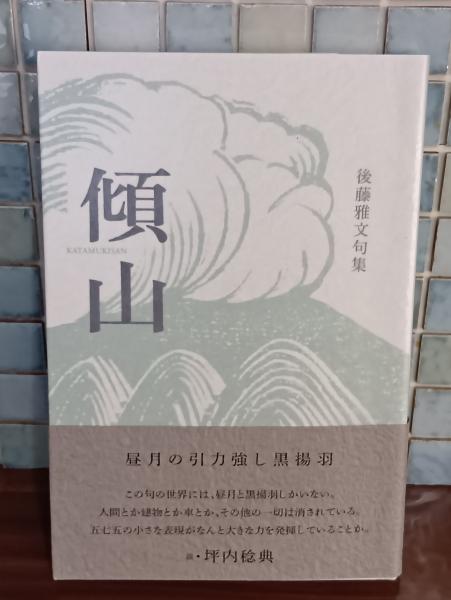 後藤雅文句集
傾山
KATAMUKISAN
昼月の引力強し黒揚羽
この句の世界には、昼月と黒揚羽しかいない。
人間とか建物とか車とか、その他の一切は消されている。
五七五の小さな表現がなんと大きな力を発揮していることか。
・坪内稔典